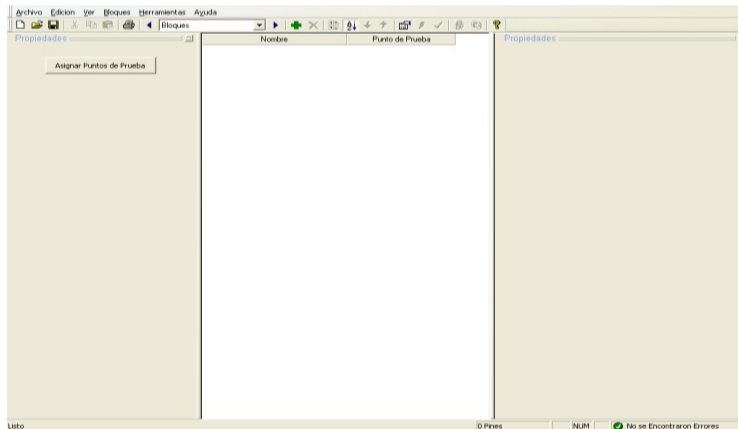 Archivo Edicion Ver Bloques Herramientas Ayuda
Bloques
Propiedades
Nombre Punto de Prueba
Propiedades
Asignar Puntos de Prueba
Listo 0 Pines NUM No se Encontraron Errores